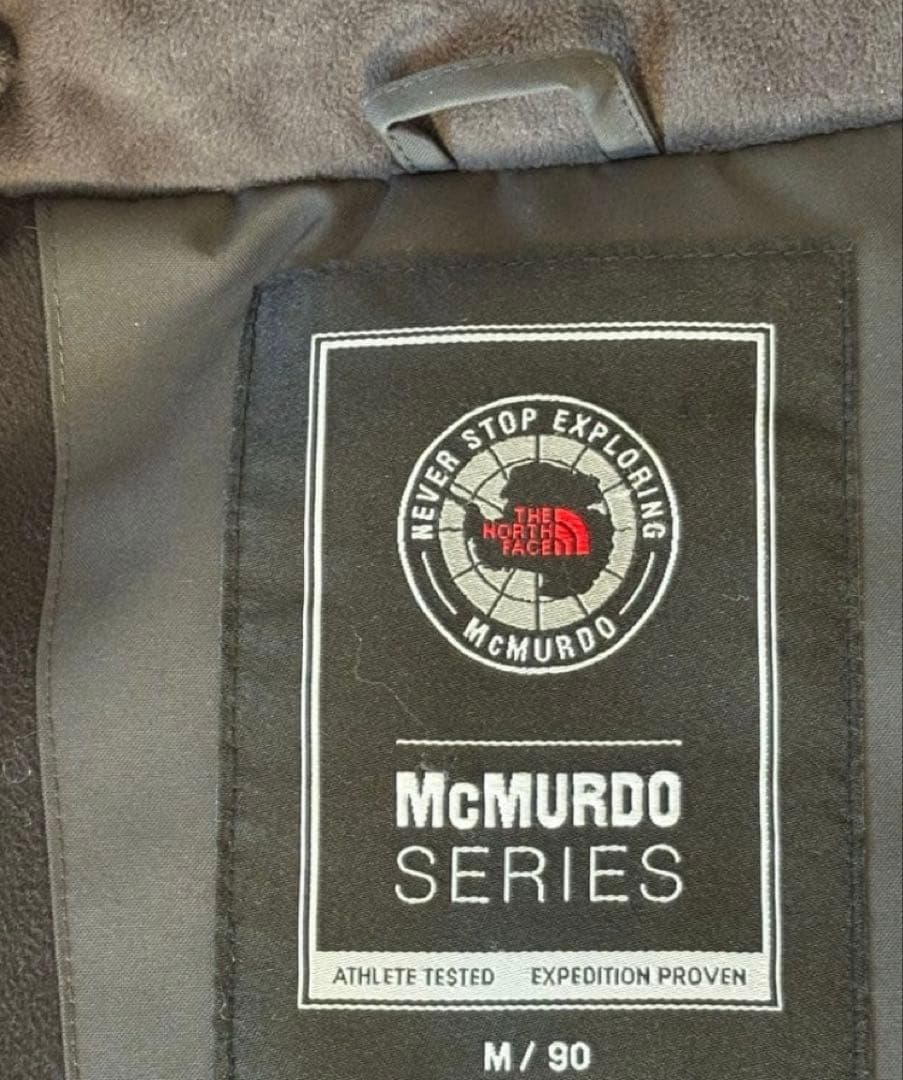 NEVER STOP EXPLORING
THE
NORTH
FACE
McMURDO
McMURDO
SERIES
ATHLETE TESTED EXPEDITION PROVEN
M / 90